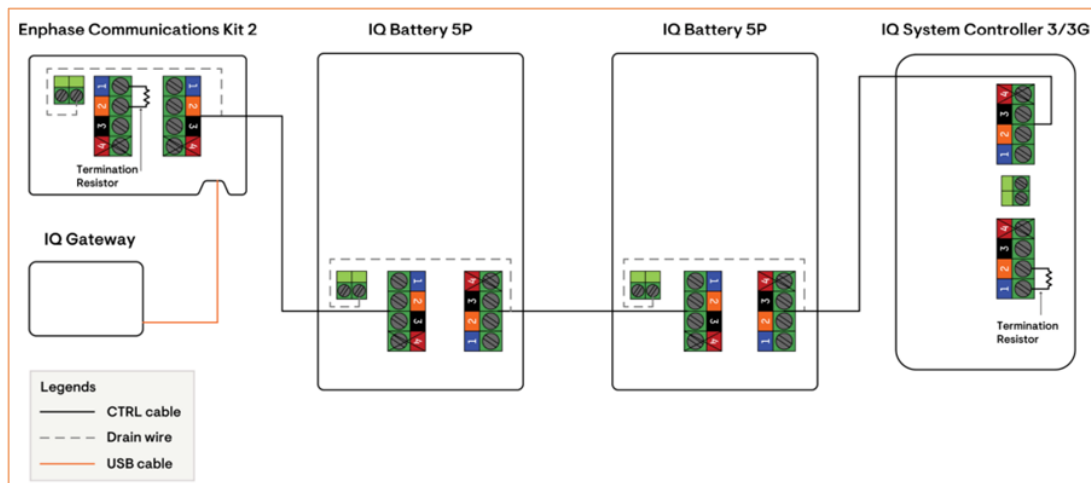 Enphase Communications Kit 2
IQ Battery 5P
IQ Battery 5P
IQ System Controller 3/3G
1
2
3
4
1
2
3
4
Termination
Resistor
IQ Gateway
1
2
3
4
4
3
2
1
1
2
3
4
4
3
2
1
4
3
2
1
4
3
2
1
Termination
Resistor
Legends
CTRL cable
Drain wire
USB cable